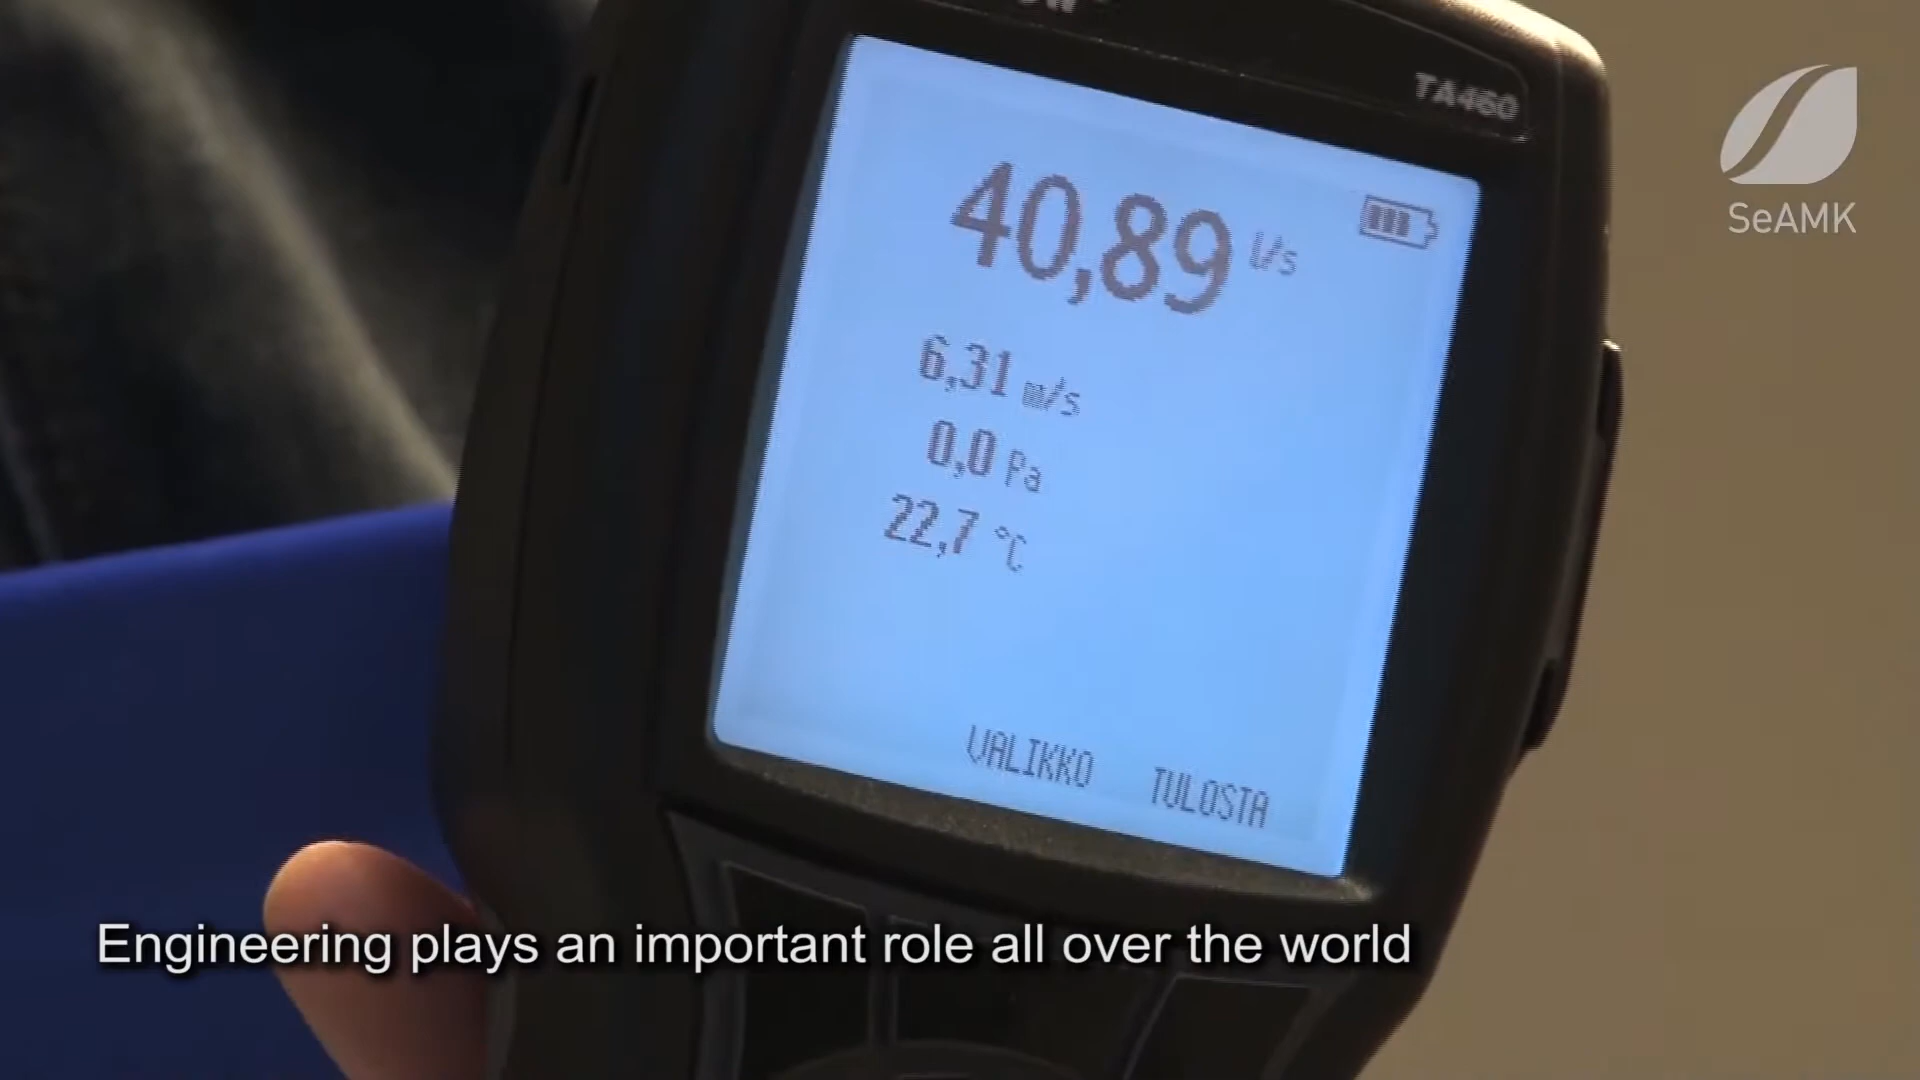 TA460
SeAMK
40,89 l/s
6,31 m/s
0,0 Pa
22,7 °C
VALIKKO TULOSTA
Engineering plays an important role all over the world